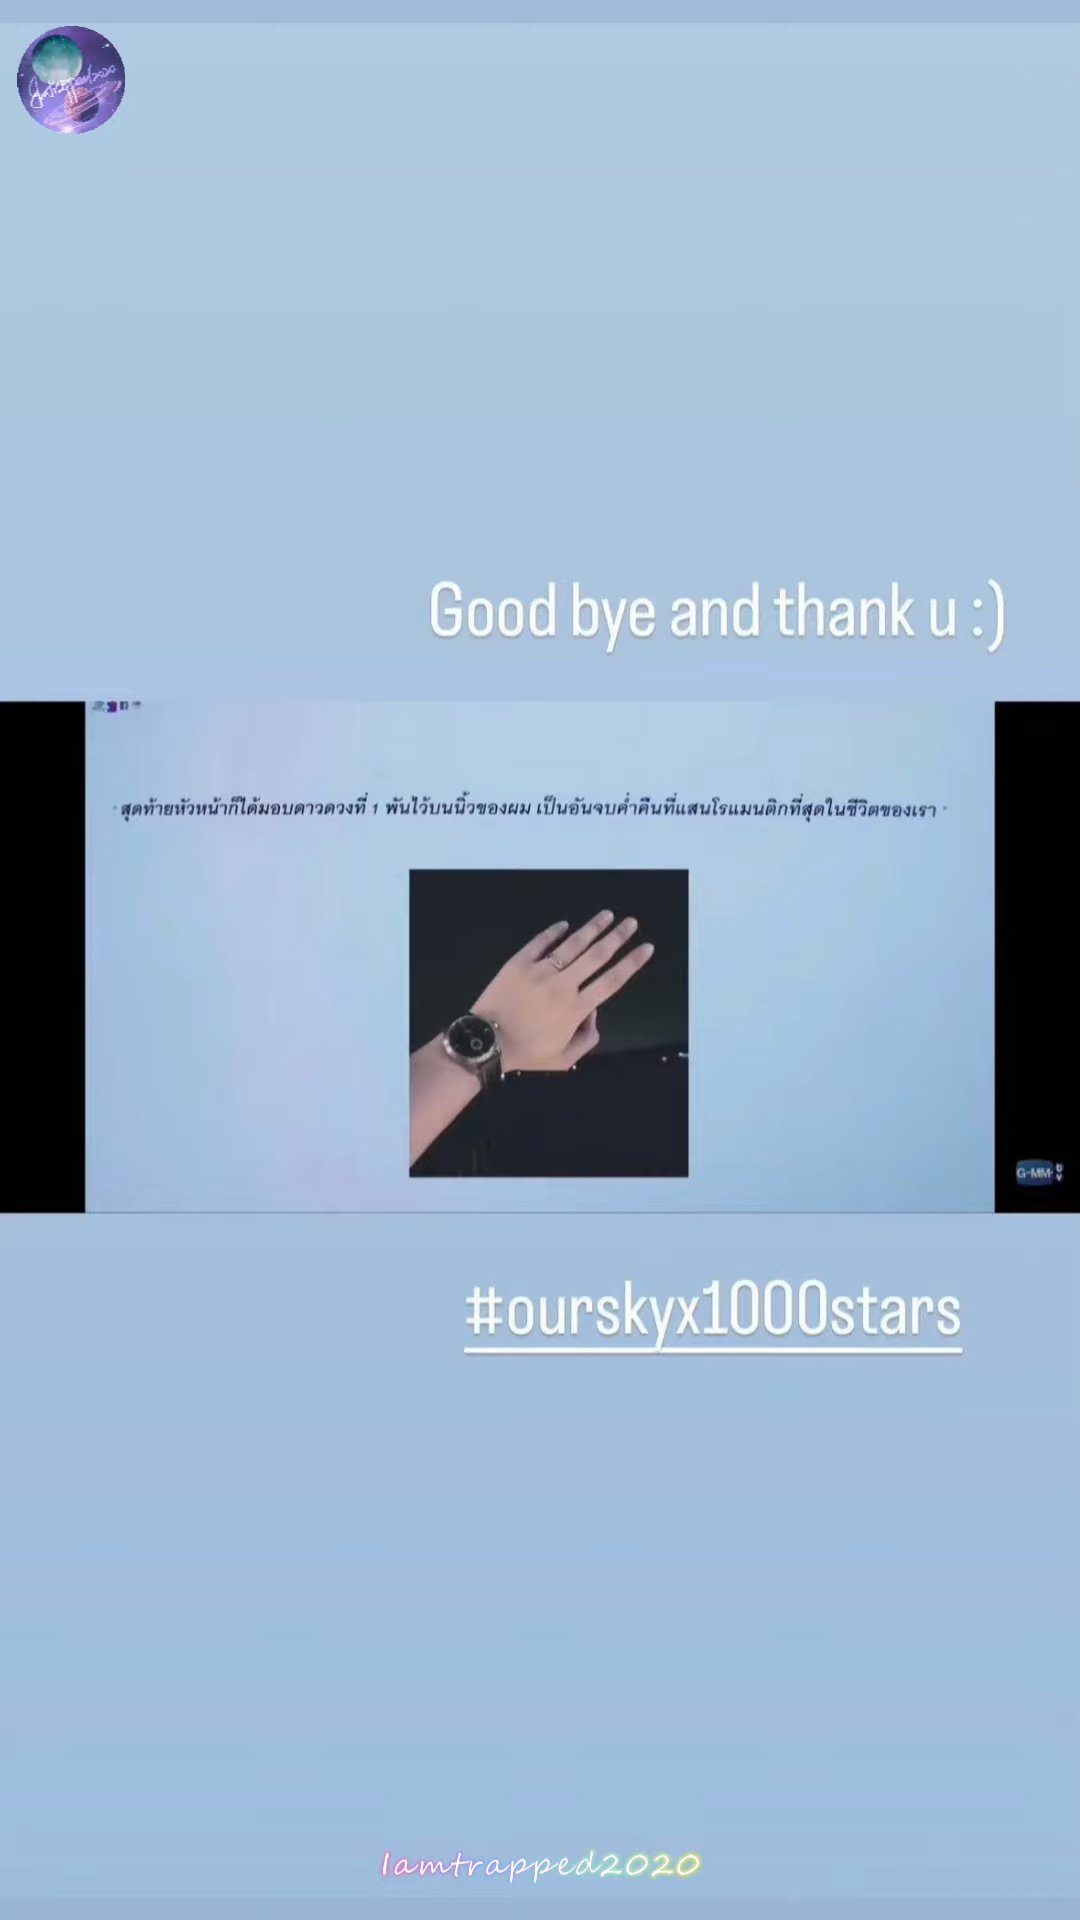 Iamtrapped2020
Good bye and thank u :)
" สุดท้ายหัวหน้าก็ได้มอบดาวดวงที่ 1 พันไว้บนนิ้วของผม เป็นอันจบค่ำคืนที่แสนโรแมนติกที่สุดในชีวิตของเรา "
G-MM
TV
#ourskyx1000stars
Iamtrapped2020